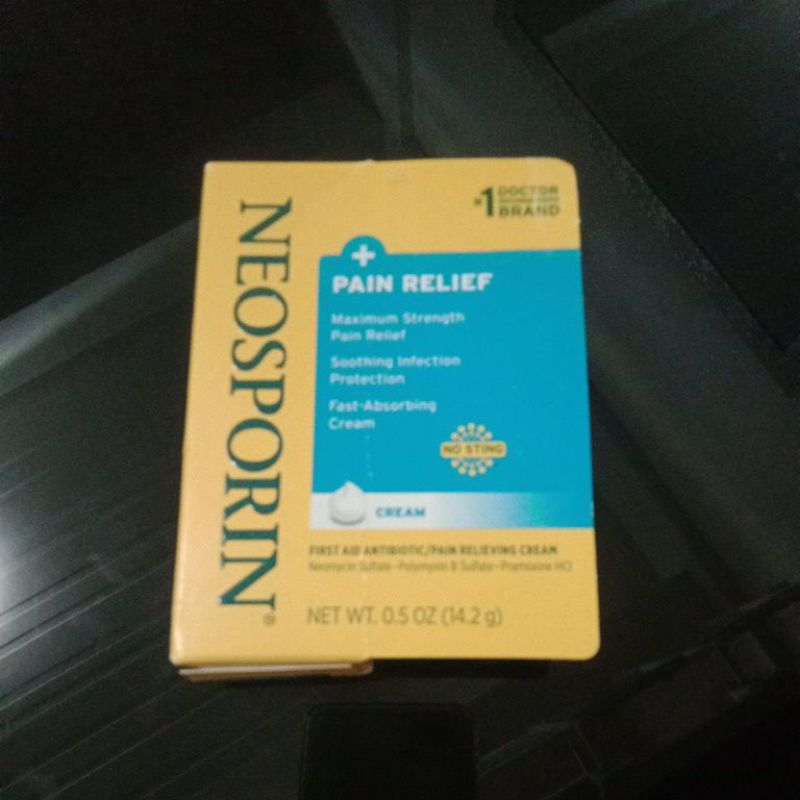 NEOSPORIN®
#1 DOCTOR
RECOMMENDED
BRAND
+ PAIN RELIEF
Maximum Strength
Pain Relief
Soothing Infection
Protection
Fast-Absorbing
Cream
NO STING
CREAM
FIRST AID ANTIBIOTIC/PAIN RELIEVING CREAM
Neomycin Sulfate–Polymyxin B Sulfate–Pramoxine HCl
NET WT. 0.5 OZ (14.2 g)